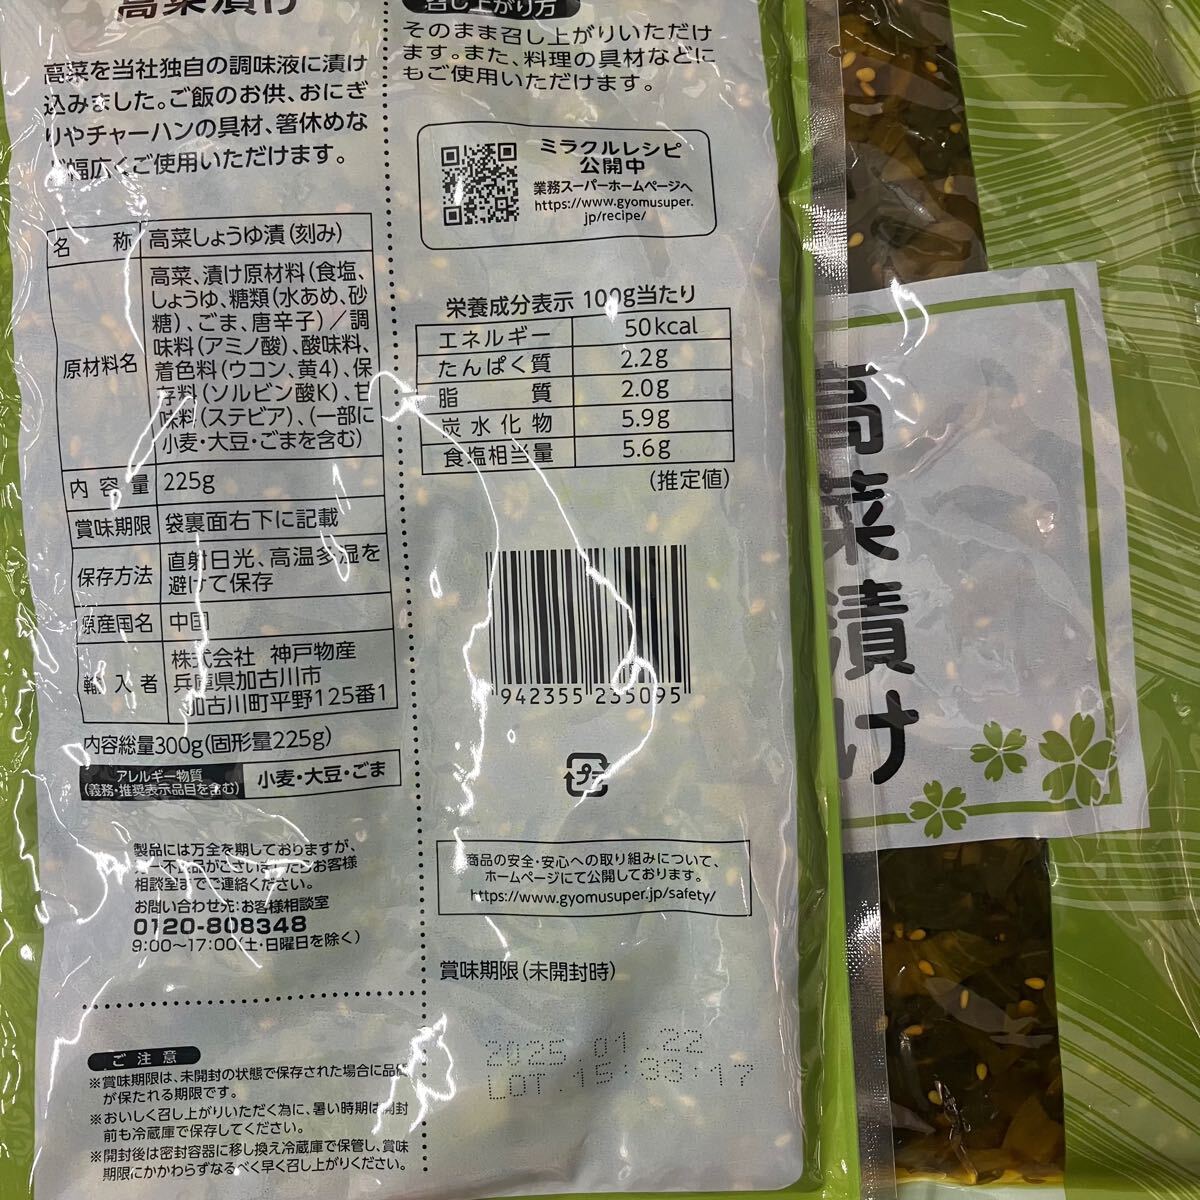 高菜漬け
高菜を当社独自の調味液に漬け
込みました。ご飯のお供、おにぎ
りやチャーハンの具材、箸休めな
ど幅広くご使用いただけます。
名称 高菜しょうゆ漬(刻み)
原材料名
高菜、漬け原材料(食塩、
しょうゆ、糖類(水あめ、砂
糖)、ごま、唐辛子)／調
味料(アミノ酸)、酸味料、
着色料(ウコン、黄4)、保
存料(ソルビン酸K)、甘
味料(ステビア)、(一部に
小麦・大豆・ごまを含む)
内容量 225g
賞味期限 袋裏面右下に記載
保存方法 直射日光、高温多湿を
避けて保存
原産国名 中国
輸入者
株式会社 神戸物産
兵庫県加古川市
加古川町平野125番1
内容総量300g(固形量225g)
アレルギー物質
(義務・推奨表示品目を含む)
小麦・大豆・ごま
製品には万全を期しておりますが、
万一不良品がございましたらお客様
相談室までご連絡ください。
お問い合わせ先:お客様相談室
0120-808348
9:00〜17:00(土・日曜日を除く)
ご注意
※賞味期限は、未開封の状態で保存された場合に品質
が保たれる期限です。
※おいしく召し上がりいただく為に、暑い時期は開封
前も冷蔵庫で保存してください。
※開封後は密封容器に移し換え冷蔵庫で保管し、賞味
期限にかかわらずなるべく早く召し上がりください。
召し上がり方
そのまま召し上がりいただけ
ます。また、料理の具材などに
もご使用いただけます。
ミラクルレシピ
公開中
業務スーパーホームページへ
https://www.gyomusuper.
jp/recipe/
栄養成分表示 100g当たり
エネルギー 50kcal
たんぱく質 2.2g
脂質 2.0g
炭水化物 5.9g
食塩相当量 5.6g
(推定値)
942355 235095
プラ
商品の安全・安心への取り組みについて、
ホームページにて公開しております。
https://www.gyomusuper.jp/safety/
賞味期限(未開封時)
2025.01.22
LOT.15:33:17
高菜漬け